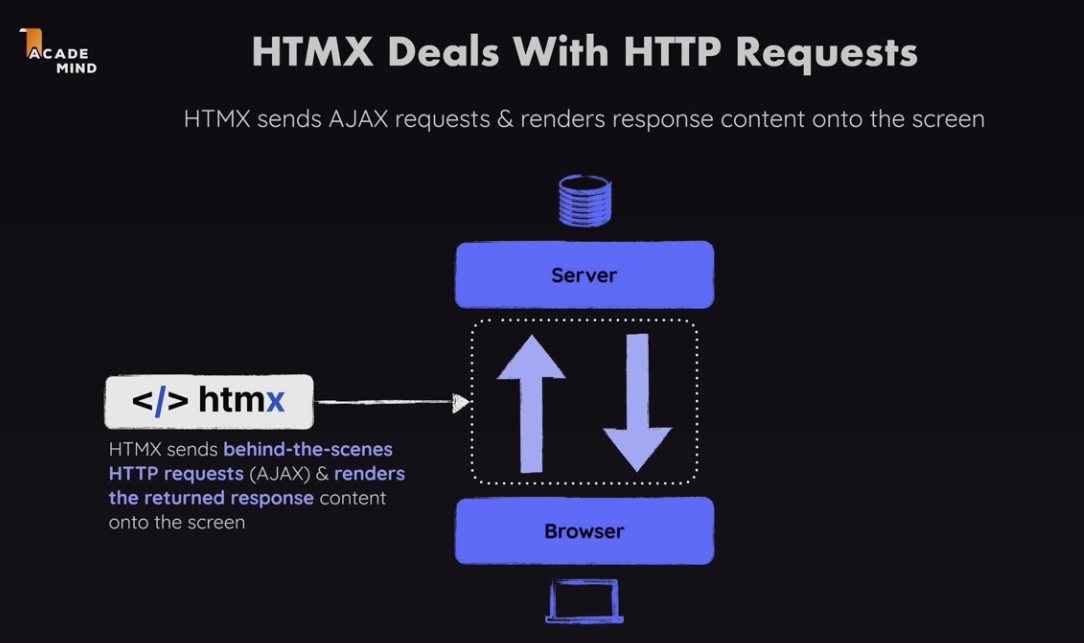 ACADE
MIND
HTMX Deals With HTTP Requests
HTMX sends AJAX requests & renders response content onto the screen
Server
</> htmx
HTMX sends behind-the-scenes
HTTP requests (AJAX) & renders
the returned response content
onto the screen
Browser